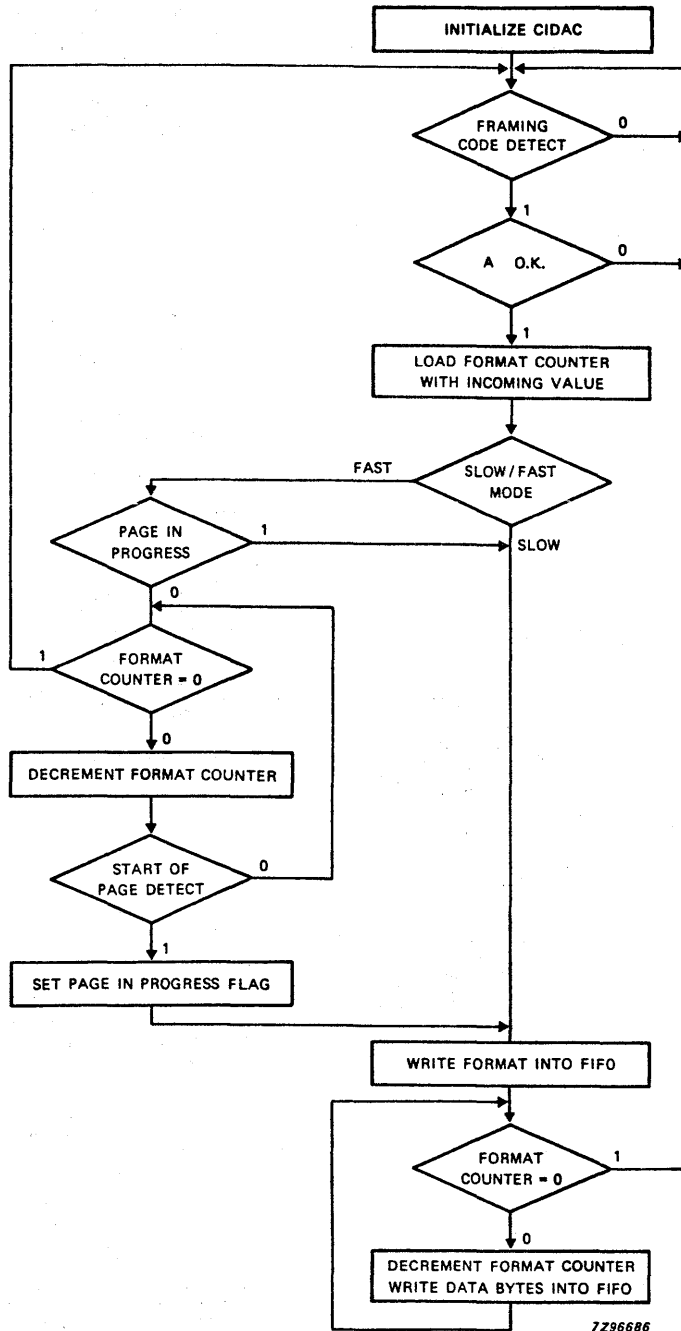 INITIALIZE CIDAC
FRAMING
CODE DETECT
0
1
A O.K.
0
1
LOAD FORMAT COUNTER
WITH INCOMING VALUE
FAST
SLOW/FAST
MODE
SLOW
PAGE IN
PROGRESS
1
0
1
FORMAT
COUNTER = 0
0
DECREMENT FORMAT COUNTER
START OF
PAGE DETECT
0
1
SET PAGE IN PROGRESS FLAG
WRITE FORMAT INTO FIFO
FORMAT
COUNTER = 0
1
0
DECREMENT FORMAT COUNTER
WRITE DATA BYTES INTO FIFO
7Z96686